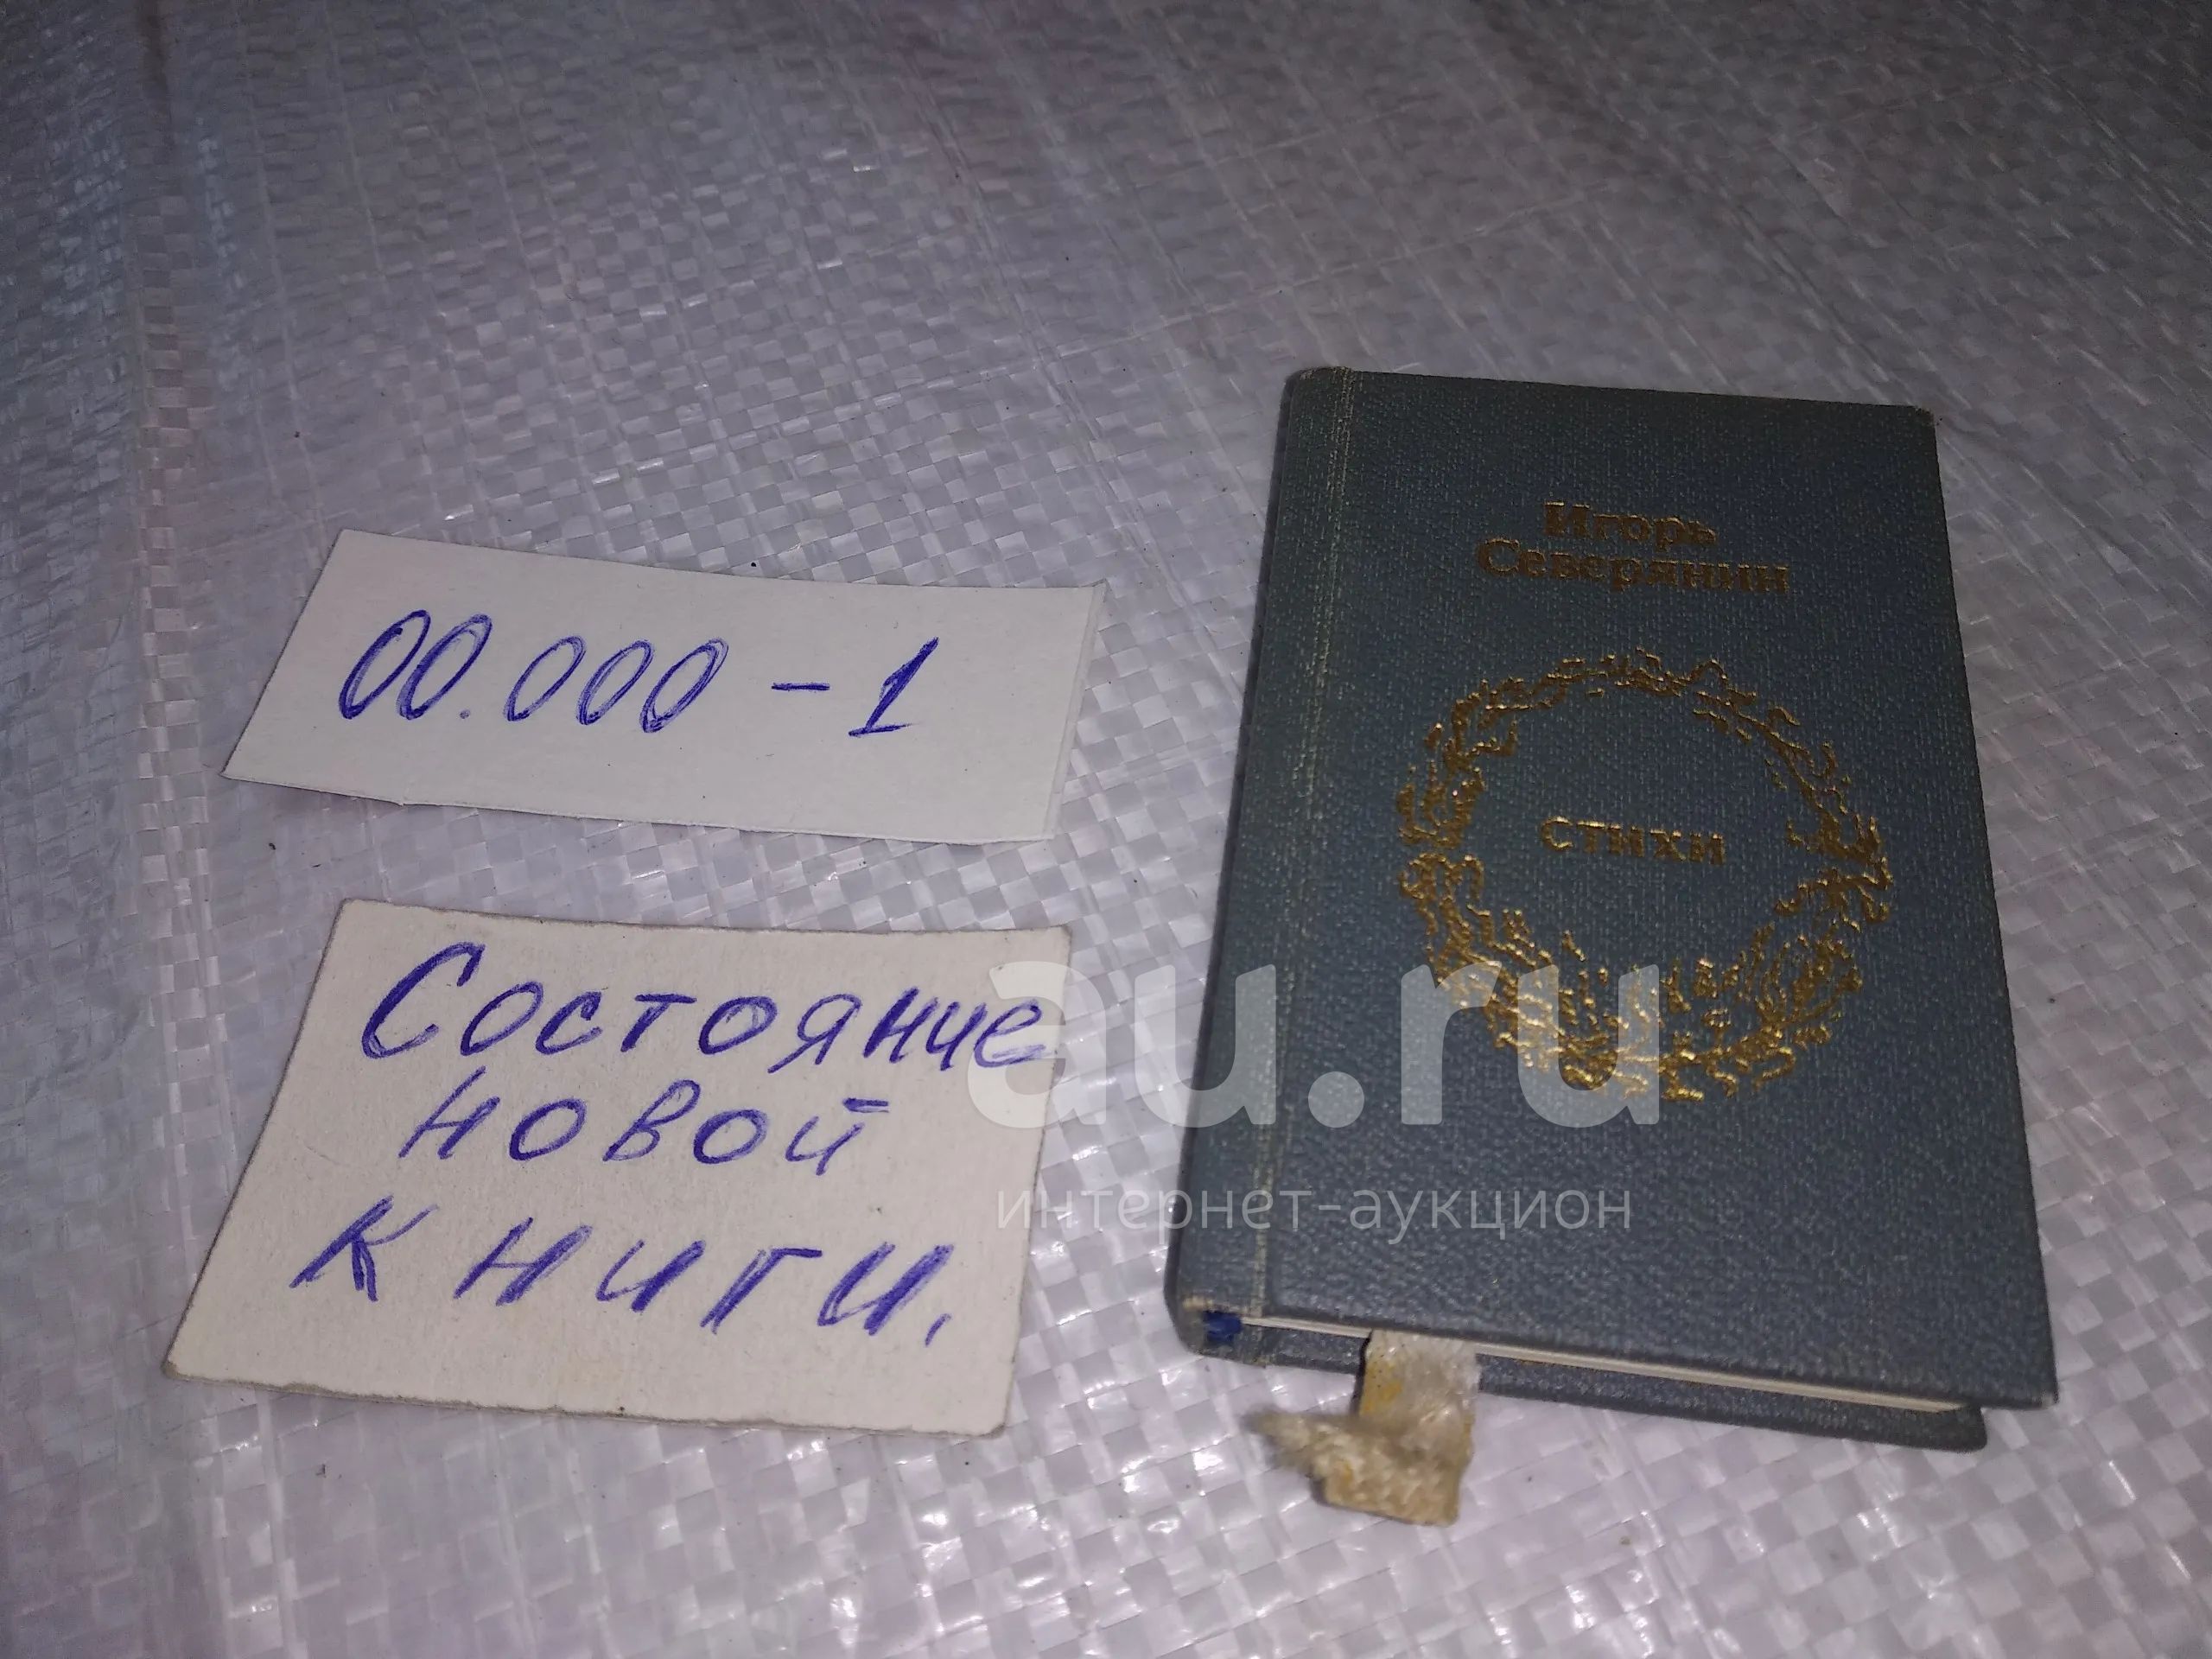 00.000 - 1
Состояние
новой
книги.
Игорь
Северянин
СТИХИ
au.ru
интернет-аукцион